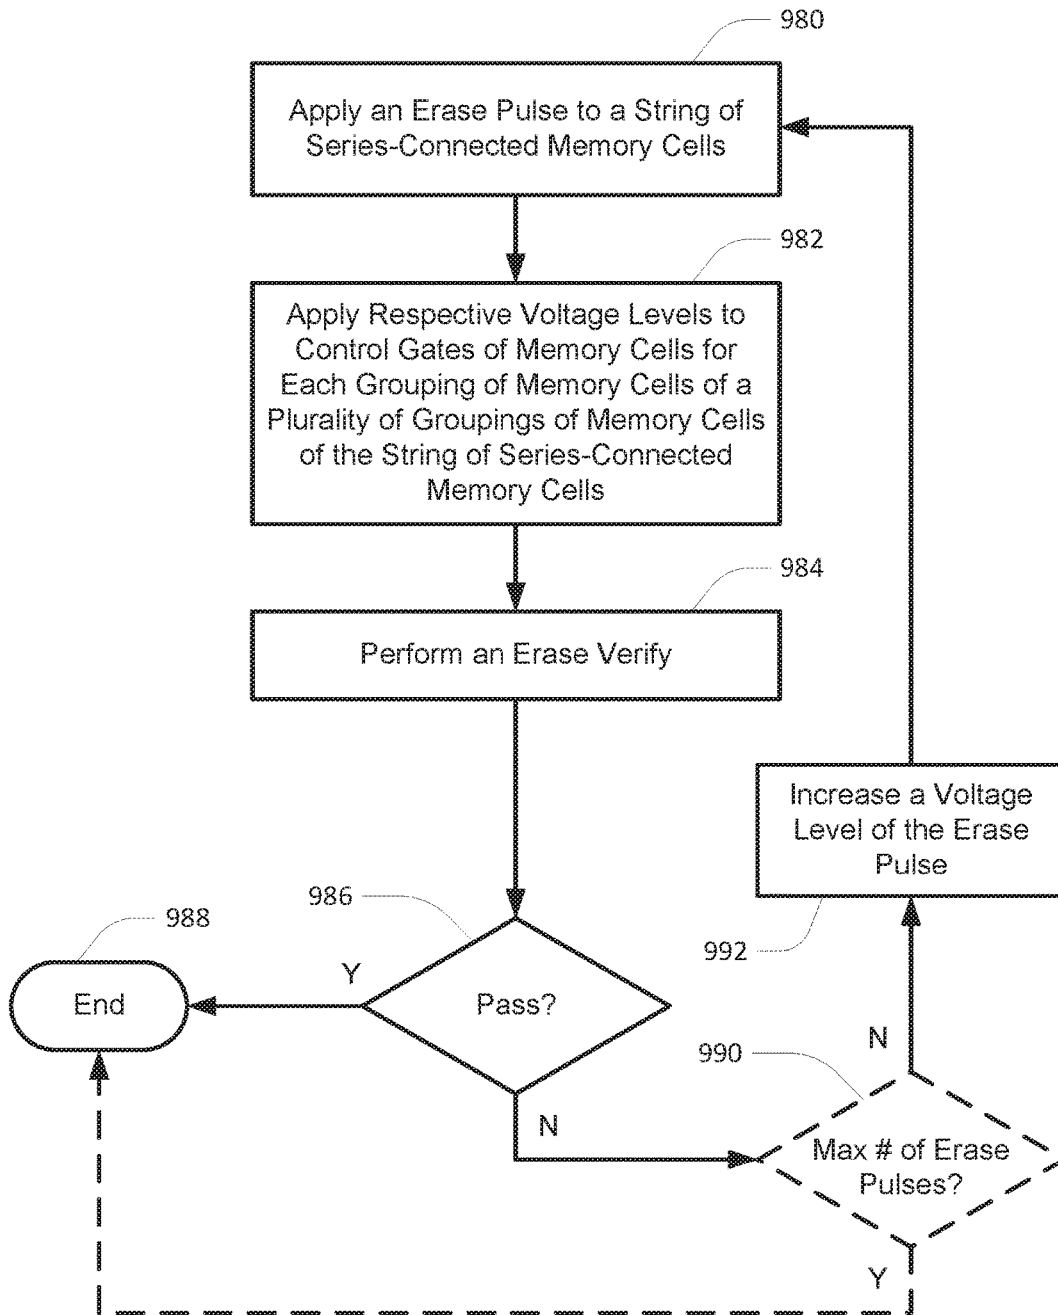 980
Apply an Erase Pulse to a String of
Series-Connected Memory Cells
982
Apply Respective Voltage Levels to
Control Gates of Memory Cells for
Each Grouping of Memory Cells of a
Plurality of Groupings of Memory Cells
of the String of Series-Connected
Memory Cells
984
Perform an Erase Verify
Increase a Voltage
Level of the Erase
Pulse
992
986
988
Y
End
Pass?
N
990
N
Max # of Erase
Pulses?
Y